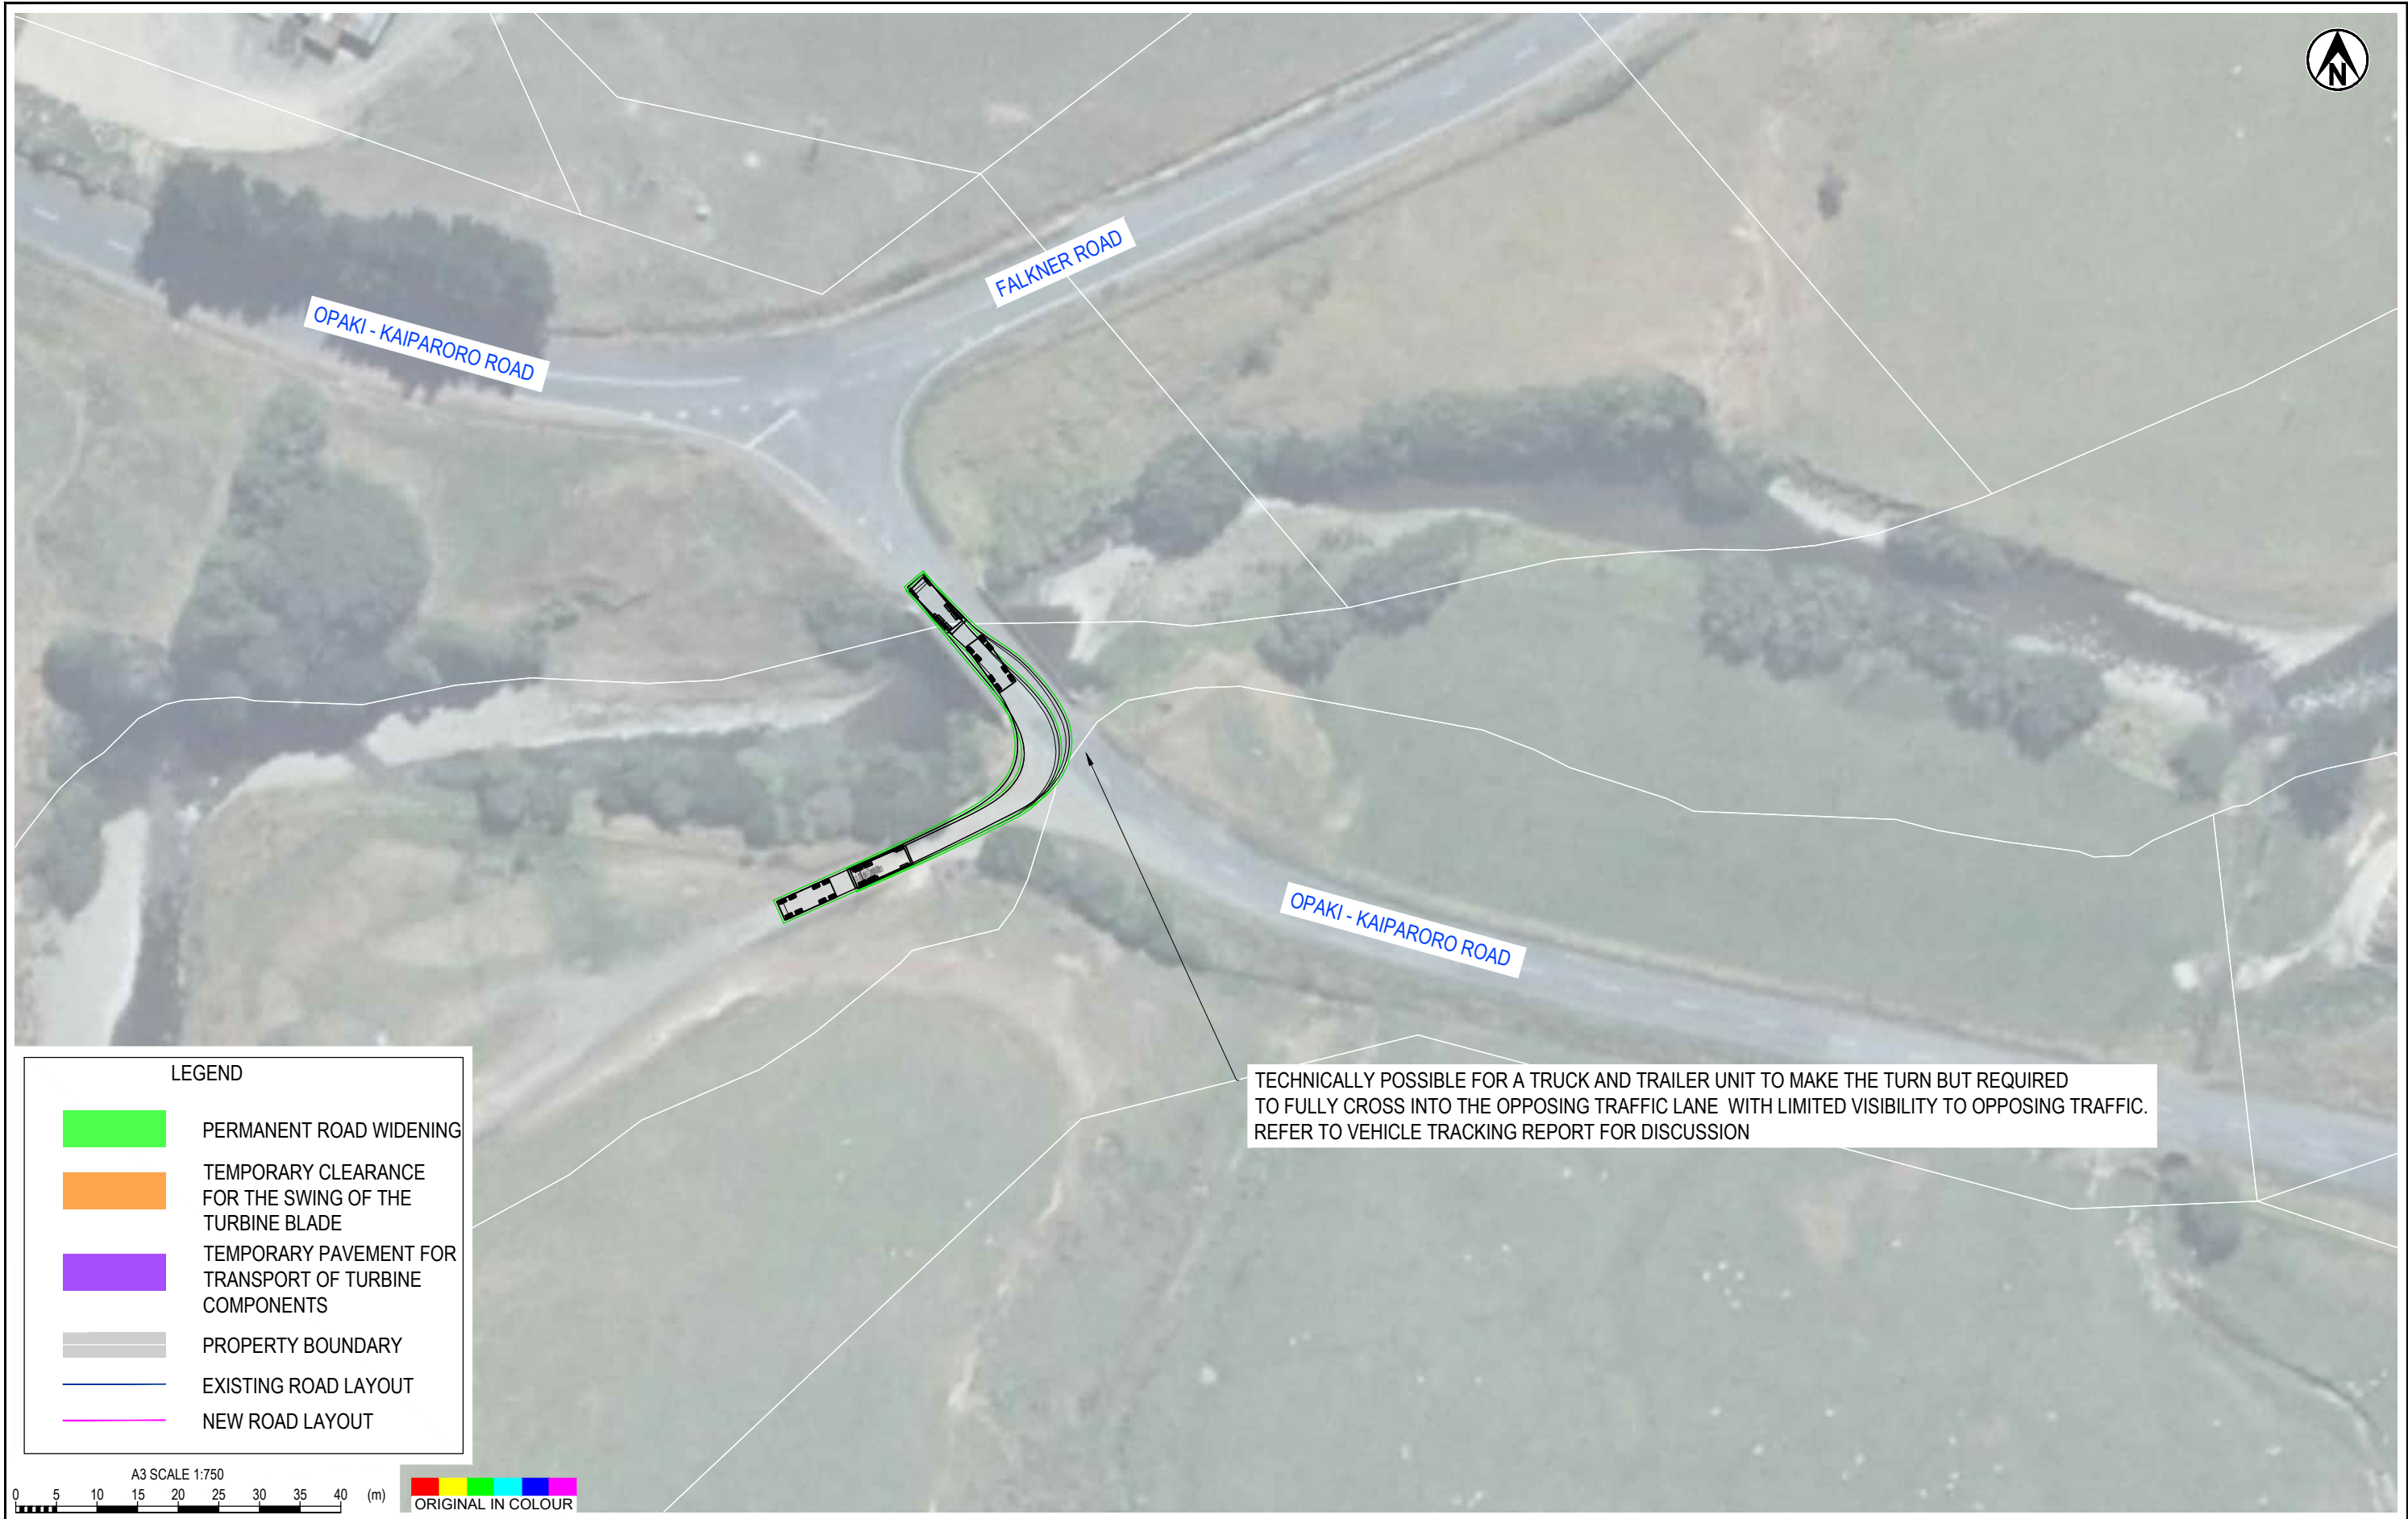 N
FALKNER ROAD
OPAKI - KAIPARORO ROAD
OPAKI - KAIPARORO ROAD
TECHNICALLY POSSIBLE FOR A TRUCK AND TRAILER UNIT TO MAKE THE TURN BUT REQUIRED
TO FULLY CROSS INTO THE OPPOSING TRAFFIC LANE WITH LIMITED VISIBILITY TO OPPOSING TRAFFIC.
REFER TO VEHICLE TRACKING REPORT FOR DISCUSSION
LEGEND
PERMANENT ROAD WIDENING
TEMPORARY CLEARANCE
FOR THE SWING OF THE
TURBINE BLADE
TEMPORARY PAVEMENT FOR
TRANSPORT OF TURBINE
COMPONENTS
PROPERTY BOUNDARY
EXISTING ROAD LAYOUT
NEW ROAD LAYOUT
A3 SCALE 1:750
0 5 10 15 20 25 30 35 40 (m)
ORIGINAL IN COLOUR